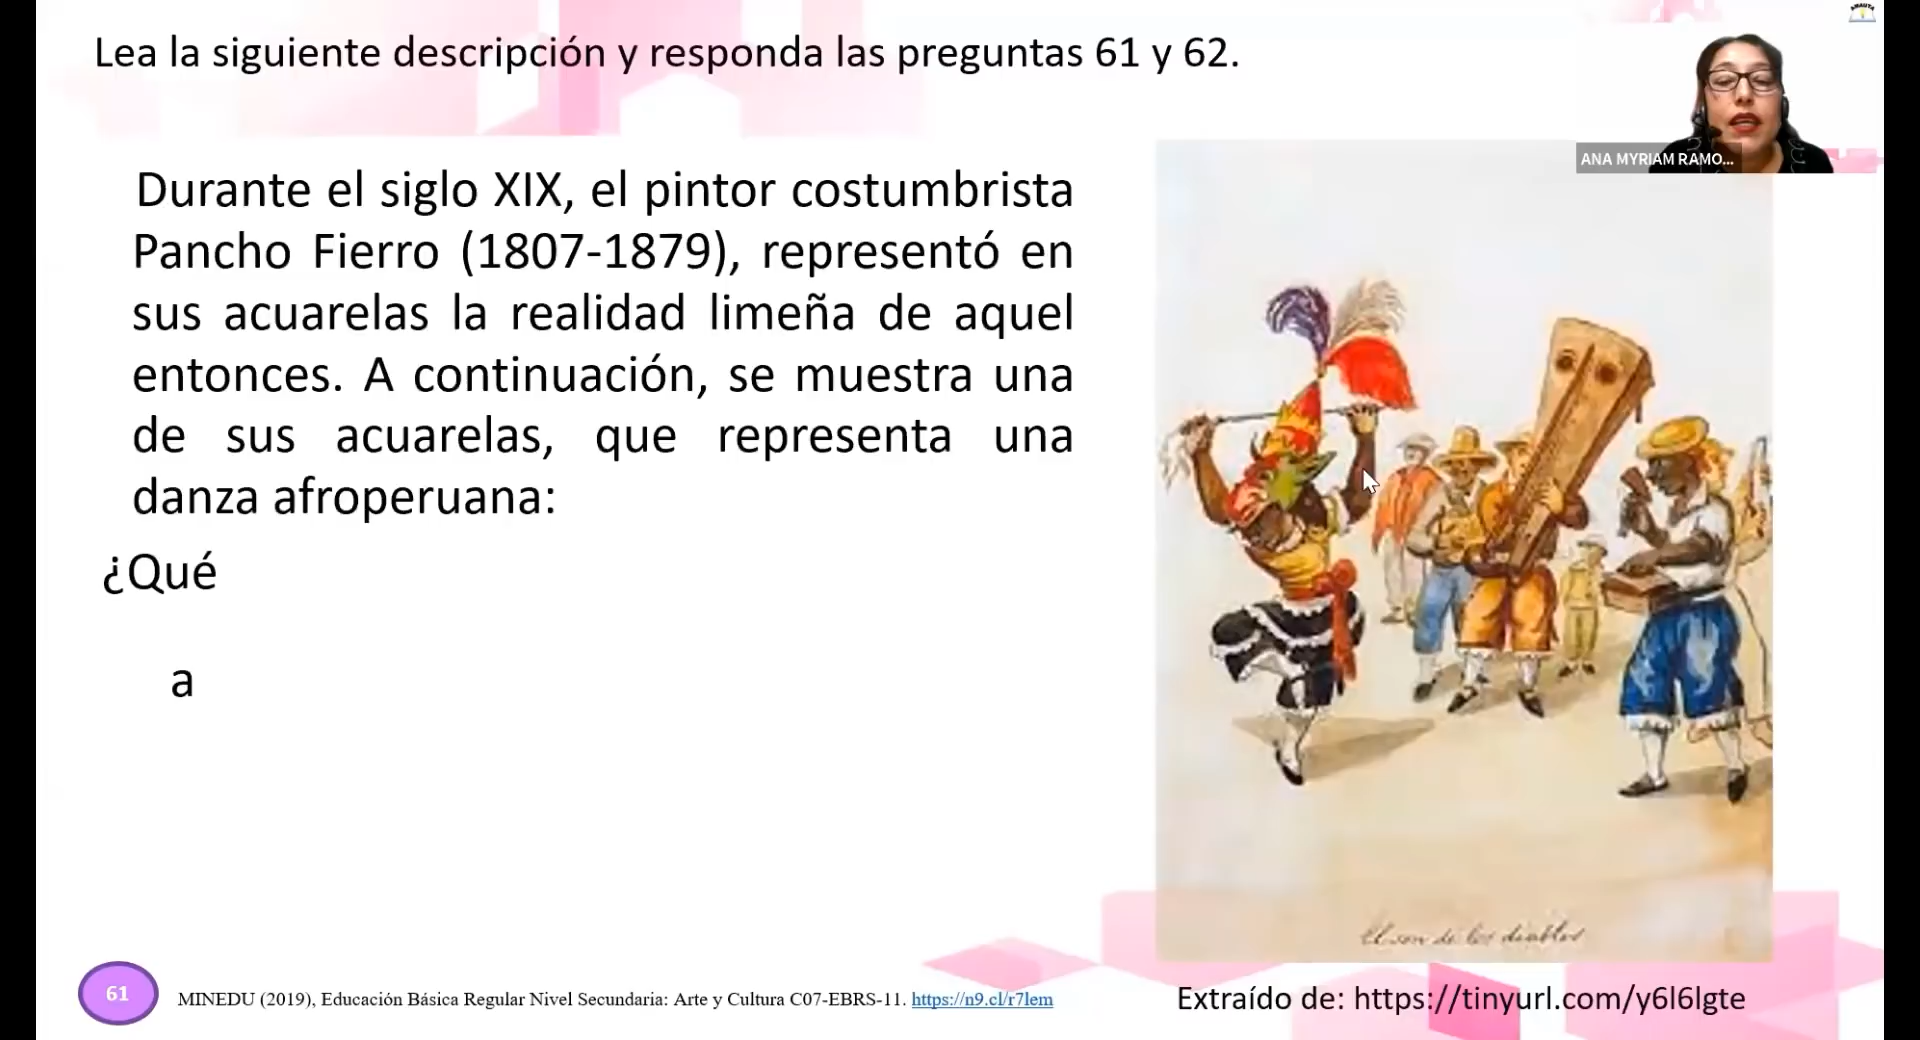 Lea la siguiente descripción y responda las preguntas 61 y 62.
AMAUTA
ANA MYRIAM RAMO...
Durante el siglo XIX, el pintor costumbrista
Pancho Fierro (1807-1879), representó en
sus acuarelas la realidad limeña de aquel
entonces. A continuación, se muestra una
de sus acuarelas, que representa una
danza afroperuana:
¿Qué
a
El son de los diablos
61
MINEDU (2019), Educación Básica Regular Nivel Secundaria: Arte y Cultura C07-EBRS-11. https://n9.cl/r7lem
Extraído de: https://tinyurl.com/y6l6lgte